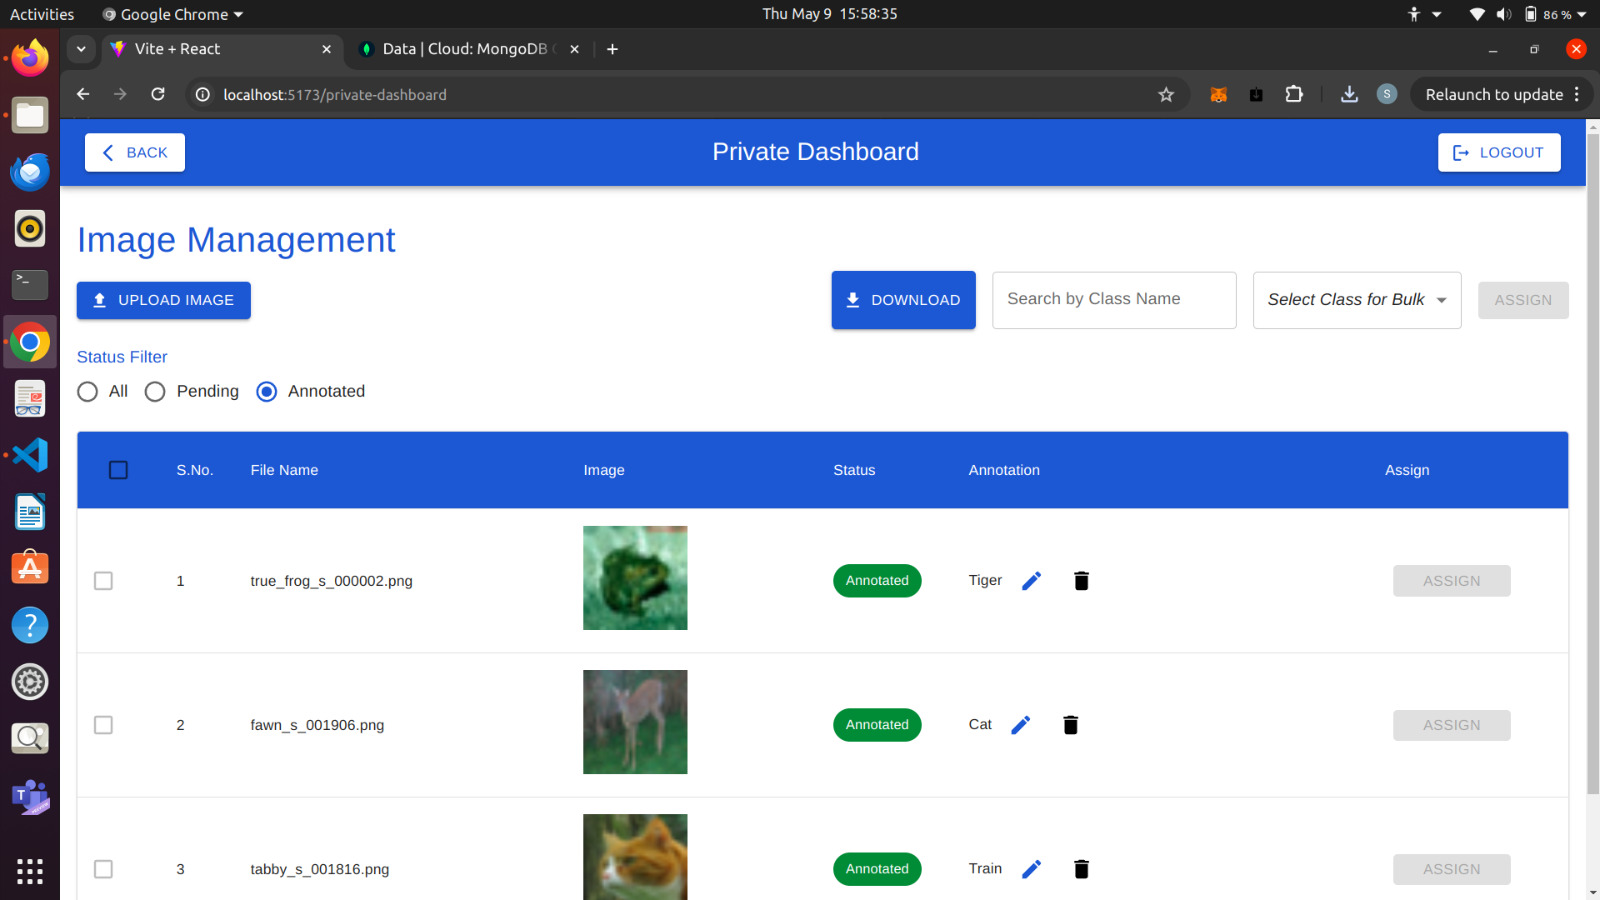 Activities Google Chrome Thu May 9 15:58:35 86 %
Vite + React Data | Cloud: MongoDB
localhost:5173/private-dashboard S Relaunch to update
BACK Private Dashboard LOGOUT
Image Management
UPLOAD IMAGE DOWNLOAD Search by Class Name Select Class for Bulk ASSIGN
Status Filter
All Pending Annotated
S.No. File Name Image Status Annotation Assign
1 true_frog_s_000002.png Annotated Tiger ASSIGN
2 fawn_s_001906.png Annotated Cat ASSIGN
3 tabby_s_001816.png Annotated Train ASSIGN